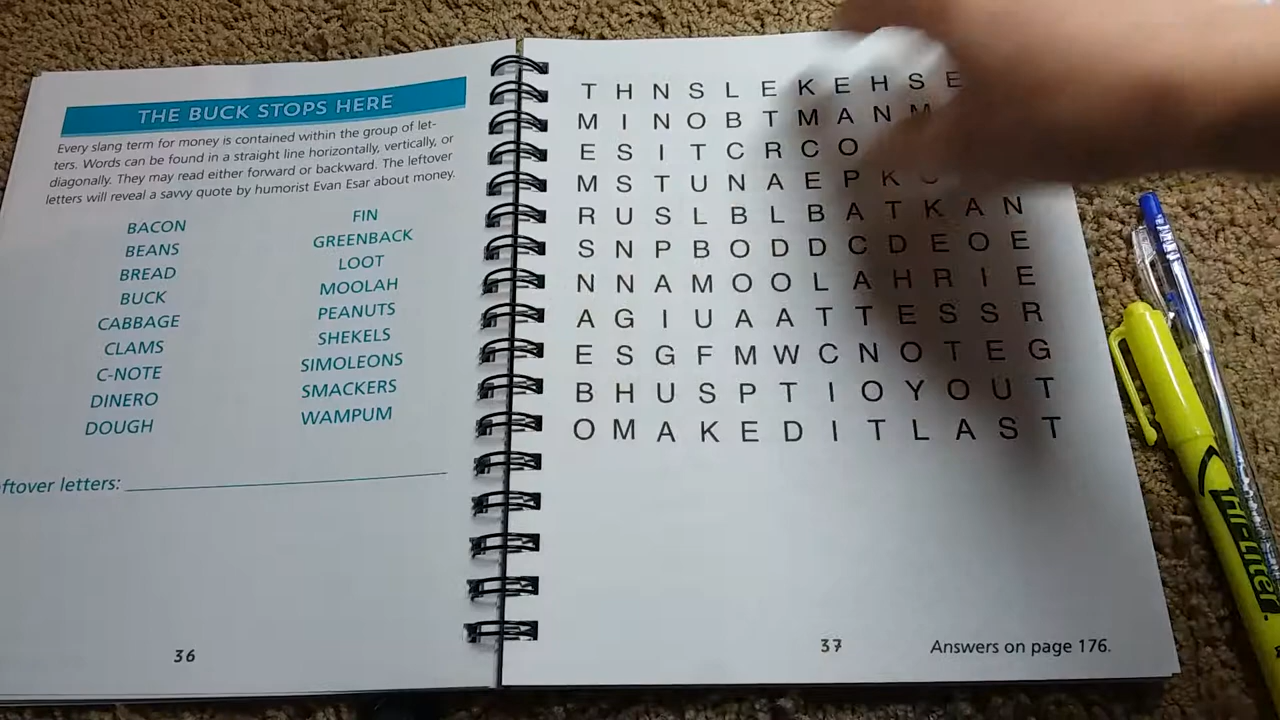 THE BUCK STOPS HERE
Every slang term for money is contained within the group of let-
ters. Words can be found in a straight line horizontally, vertically, or
diagonally. They may read either forward or backward. The leftover
letters will reveal a savvy quote by humorist Evan Esar about money.
BACON
BEANS
BREAD
BUCK
CABBAGE
CLAMS
C-NOTE
DINERO
DOUGH
FIN
GREENBACK
LOOT
MOOLAH
PEANUTS
SHEKELS
SIMOLEONS
SMACKERS
WAMPUM
ftover letters:
36
T H N S L E K E H S E
M I N O B T M A N M
E S I T C R C O
M S T U N A E P K
R U S L B L B A T K A N
S N P B O D D C D E O E
N N A M O O L A H R I E
A G I U A A T T E S S R
E S G F M W C N O T E G
B H U S P T I O Y O U T
O M A K E D I T L A S T
37
Answers on page 176.
HI-LITER